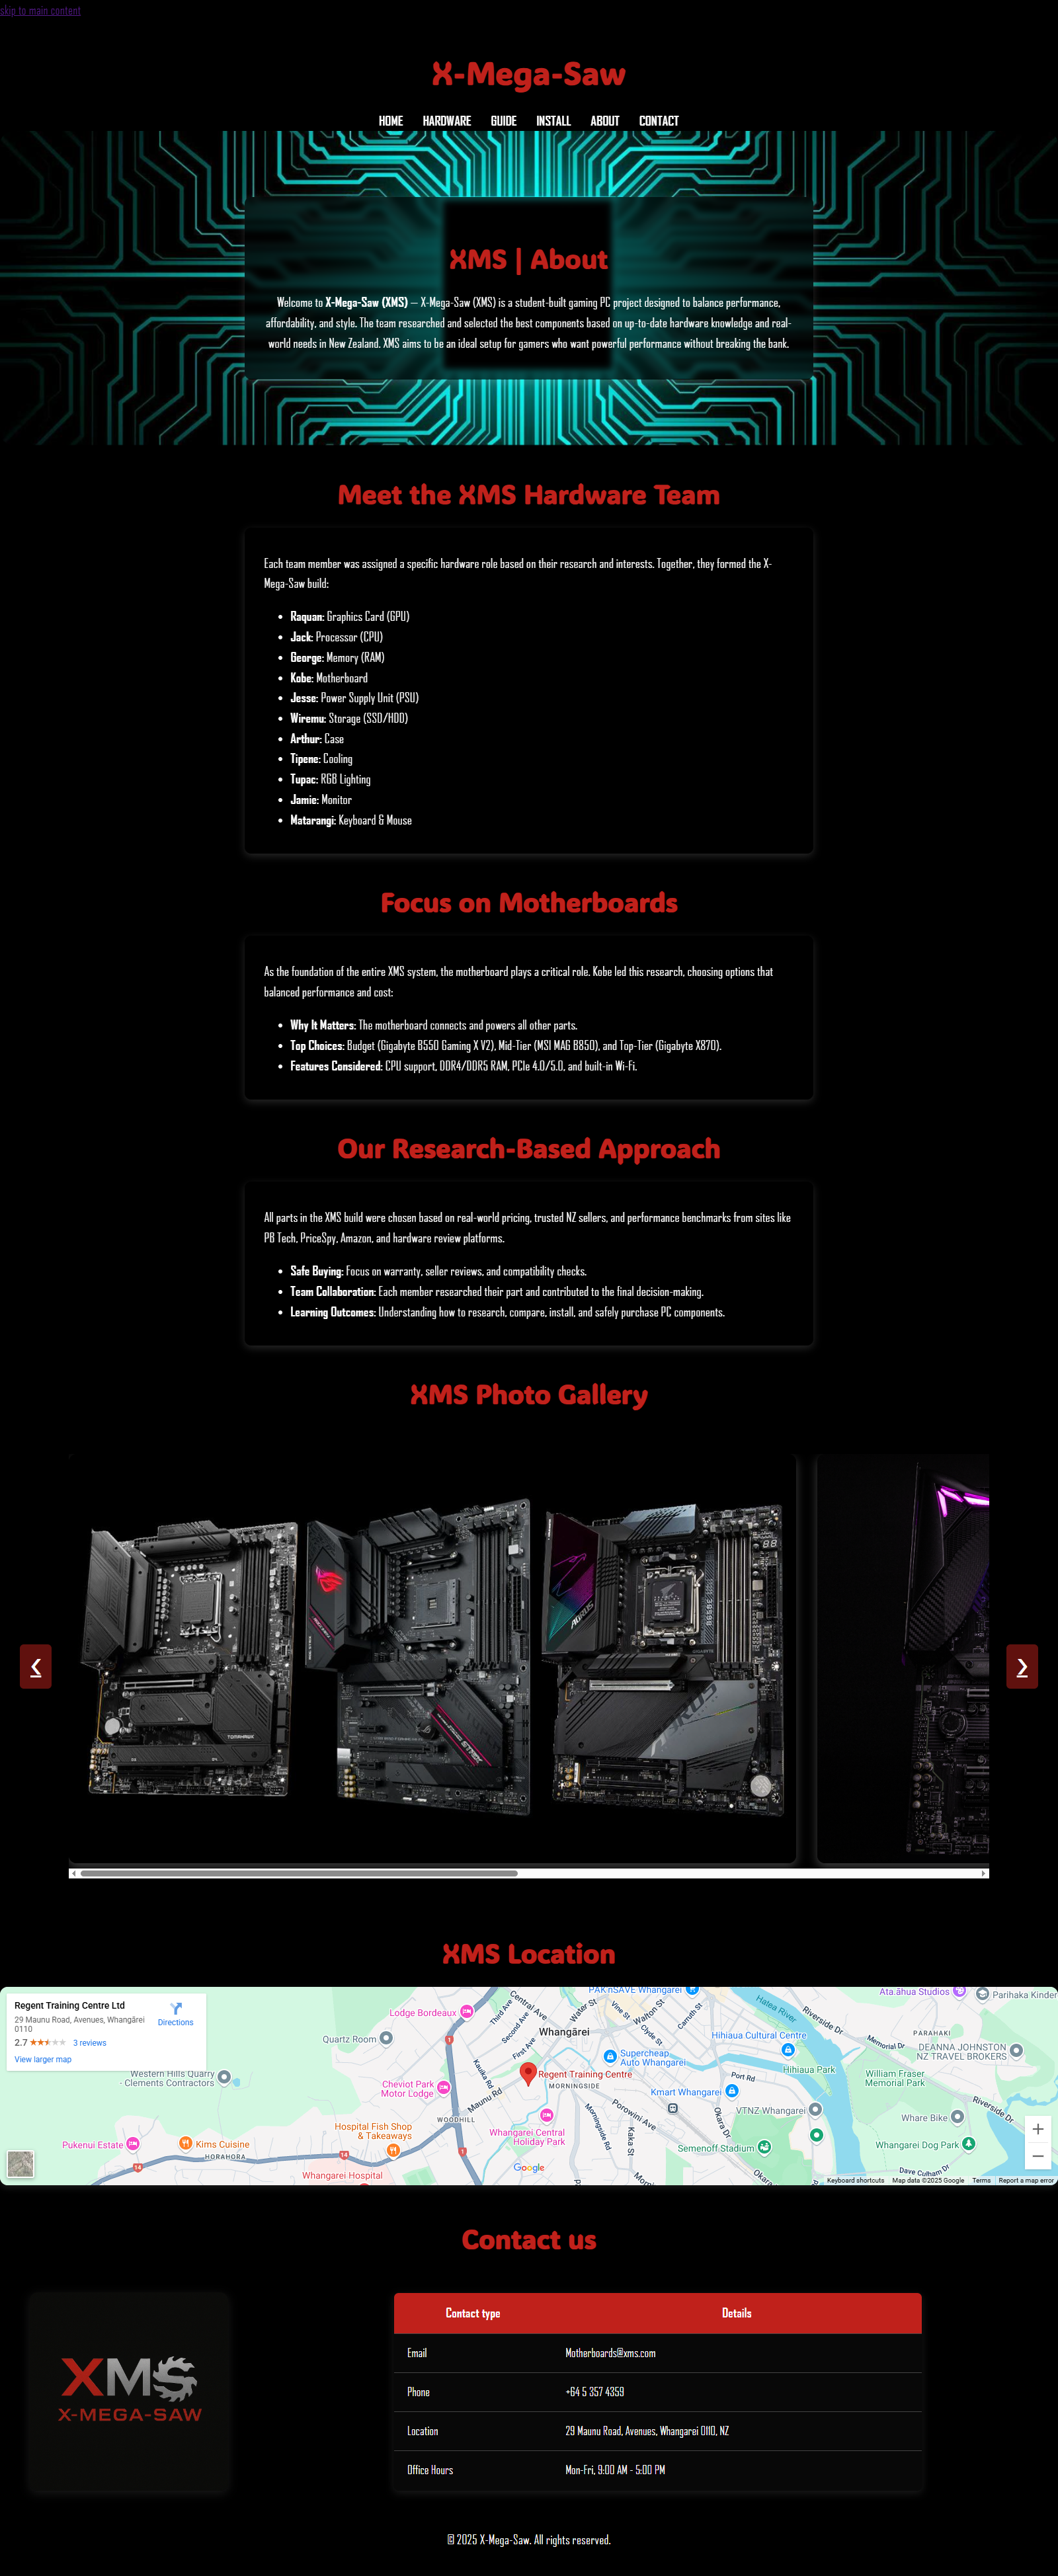 skip to main content
X-Mega-Saw
HOME HARDWARE GUIDE INSTALL ABOUT CONTACT
XMS | About
Welcome to X-Mega-Saw (XMS) — X-Mega-Saw (XMS) is a student-built gaming PC project designed to balance performance,
affordability, and style. The team researched and selected the best components based on up-to-date hardware knowledge and real-
world needs in New Zealand. XMS aims to be an ideal setup for gamers who want powerful performance without breaking the bank.
Meet the XMS Hardware Team
Each team member was assigned a specific hardware role based on their research and interests. Together, they formed the X-
Mega-Saw build:
• Raquan: Graphics Card (GPU)
• Jack: Processor (CPU)
• George: Memory (RAM)
• Kobe: Motherboard
• Jesse: Power Supply Unit (PSU)
• Wiremu: Storage (SSD/HDD)
• Arthur: Case
• Tipene: Cooling
• Tupac: RGB Lighting
• Jamie: Monitor
• Matarangi: Keyboard & Mouse
Focus on Motherboards
As the foundation of the entire XMS system, the motherboard plays a critical role. Kobe led this research, choosing options that
balanced performance and cost:
• Why It Matters: The motherboard connects and powers all other parts.
• Top Choices: Budget (Gigabyte B550 Gaming X V2), Mid-Tier (MSI MAG B850), and Top-Tier (Gigabyte X870).
• Features Considered: CPU support, DDR4/DDR5 RAM, PCIe 4.0/5.0, and built-in Wi-Fi.
Our Research-Based Approach
All parts in the XMS build were chosen based on real-world pricing, trusted NZ sellers, and performance benchmarks from sites like
PB Tech, PriceSpy, Amazon, and hardware review platforms.
• Safe Buying: Focus on warranty, seller reviews, and compatibility checks.
• Team Collaboration: Each member researched their part and contributed to the final decision-making.
• Learning Outcomes: Understanding how to research, compare, install, and safely purchase PC components.
XMS Photo Gallery
TOMAHAWK
STRIX
AORUS
❮
❯
XMS Location
Regent Training Centre Ltd
29 Maunu Road, Avenues, Whangārei
0110
Directions
2.7 3 reviews
View larger map
PAK'nSAVE Whangarei
Ata.āhua Studios
Parihaka Kinder
Lodge Bordeaux
Third Ave
Central Ave
Second Ave
First Ave
Water St
Vine St
Walton St
Clyde St
Carruth St
Hatea River
Riverside Dr
Quartz Room
Whangārei
Hihiaua Cultural Centre
PARAHAKI
DEANNA JOHNSTON
NZ TRAVEL BROKERS
Supercheap
Auto Whangarei
Western Hills Quarry
- Clements Contractors
Cheviot Park
Motor Lodge
Kauika Rd
Maunu Rd
Regent Training Centre
MORNINGSIDE
Hihiaua Park
William Fraser
Memorial Park
Port Rd
Kmart Whangarei
WOODHILL
Porowini Ave
Okara Dr
VTNZ Whangarei
Riverside Dr
Whare Bike
Hospital Fish Shop
& Takeaways
Whangarei Central
Holiday Park
Morningside Rd
Kaka St
Pukenui Estate
Kims Cuisine
HORAHORA
Semenoff Stadium
Whangarei Dog Park
1
1
14
14
1
Whangarei Hospital
Google
Okara
Dave Culham Dr
Keyboard shortcuts Map data ©2025 Google Terms Report a map error
Contact us
XMS
X-MEGA-SAW
Contact type Details
Email Motherboards@xms.com
Phone +64 5 357 4359
Location 29 Maunu Road, Avenues, Whangarei 0110, NZ
Office Hours Mon-Fri, 9:00 AM - 5:00 PM
© 2025 X-Mega-Saw. All rights reserved.